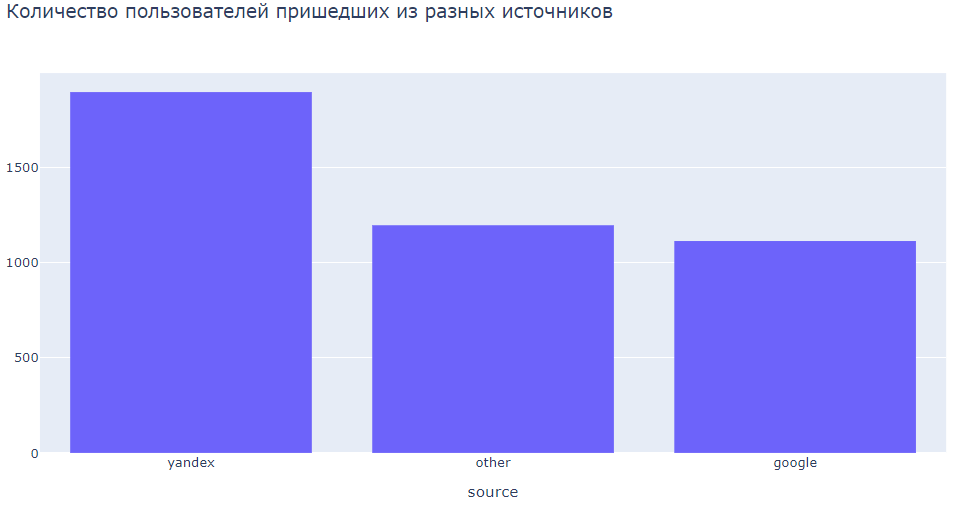 Количество пользователей пришедших из разных источников
1500
1000
500
0
yandex other google
source